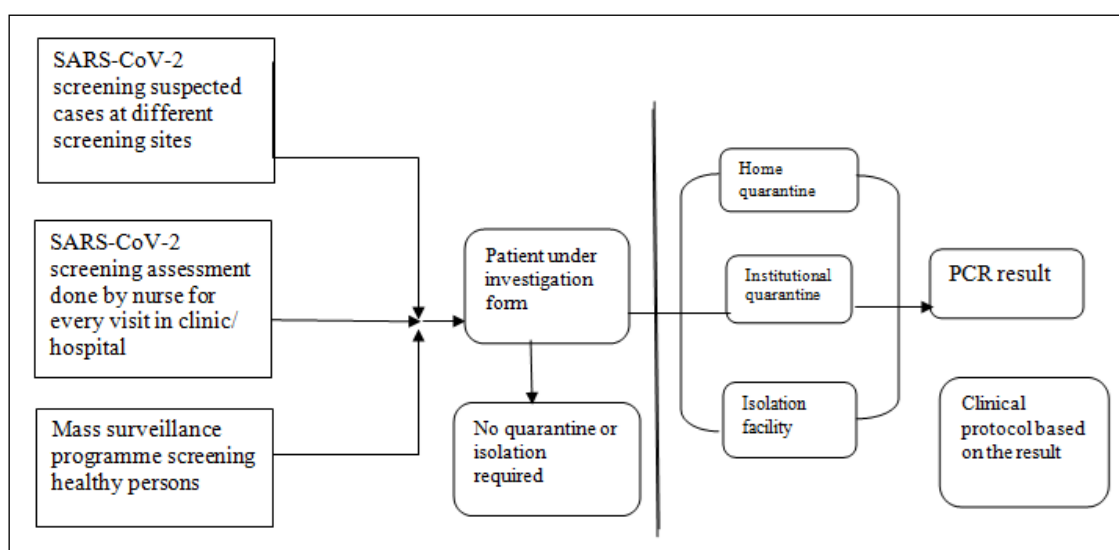 SARS-CoV-2
screening suspected
cases at different
screening sites
SARS-CoV-2
screening assessment
done by nurse for
every visit in clinic/
hospital
Mass surveillance
programme screening
healthy persons
Patient under
investigation
form
No quarantine or
isolation
required
Home
quarantine
Institutional
quarantine
Isolation
facility
PCR result
Clinical
protocol based
on the result